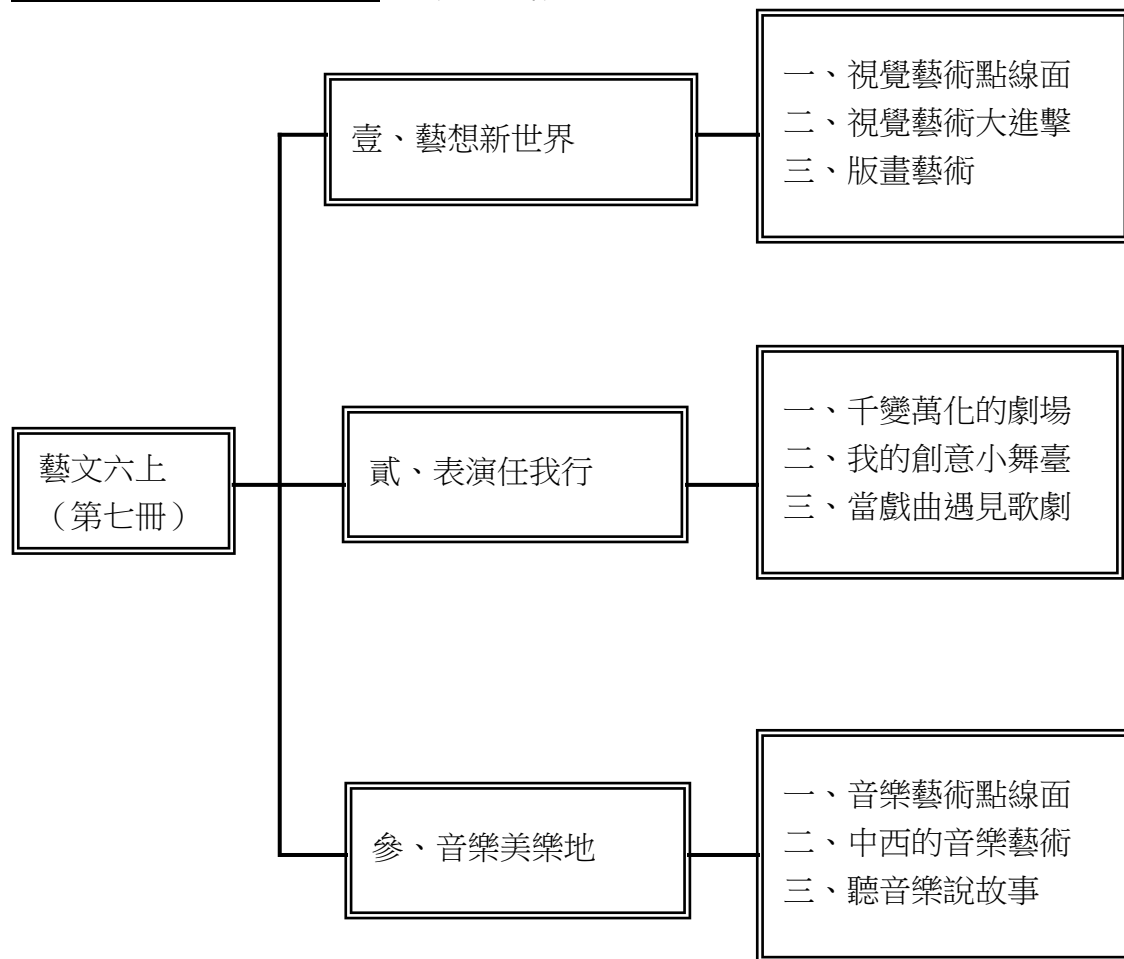 壹、藝想新世界
一、視覺藝術點線面
二、視覺藝術大進擊
三、版畫藝術
藝文六上
（第七冊）
貳、表演任我行
一、千變萬化的劇場
二、我的創意小舞臺
三、當戲曲遇見歌劇
參、音樂美樂地
一、音樂藝術點線面
二、中西的音樂藝術
三、聽音樂說故事